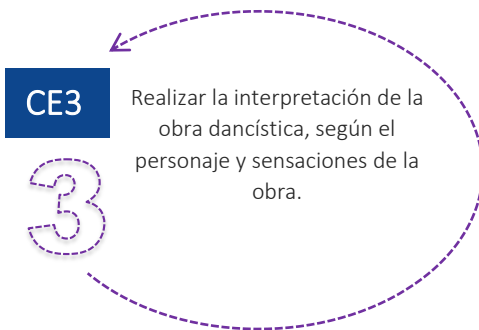 CE3
Realizar la interpretación de la
obra dancística, según el
personaje y sensaciones de la
obra.
3